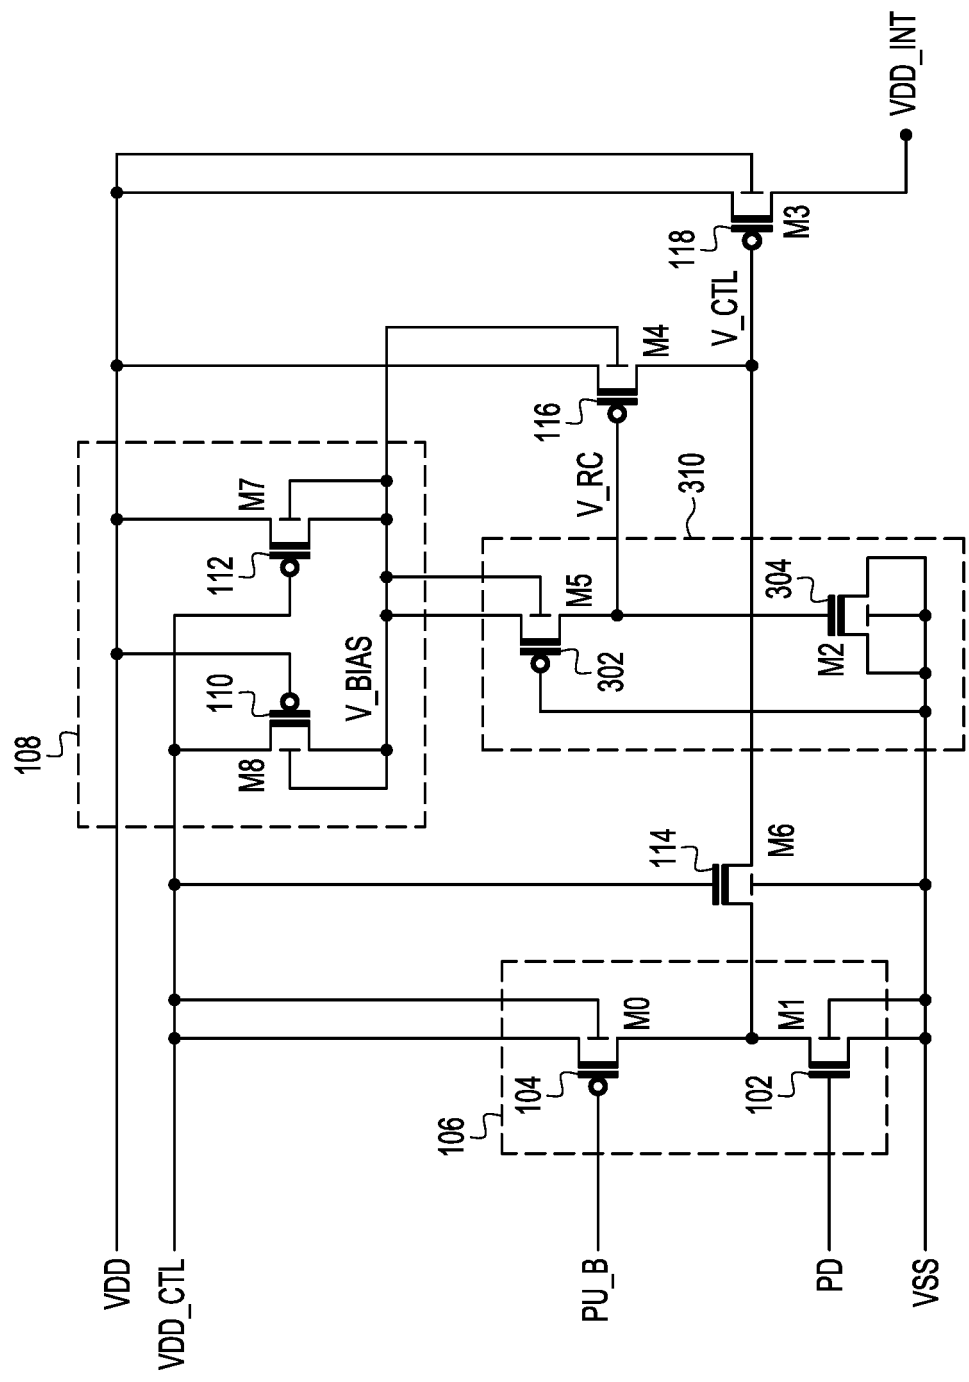 VDD
VDD_CTL
PU_B
PD
VSS
106
104
M0
102
M1
114
M6
108
110
M8
V_BIAS
112
M7
302
M5
310
304
M2
V_RC
116
M4
V_CTL
118
M3
VDD_INT